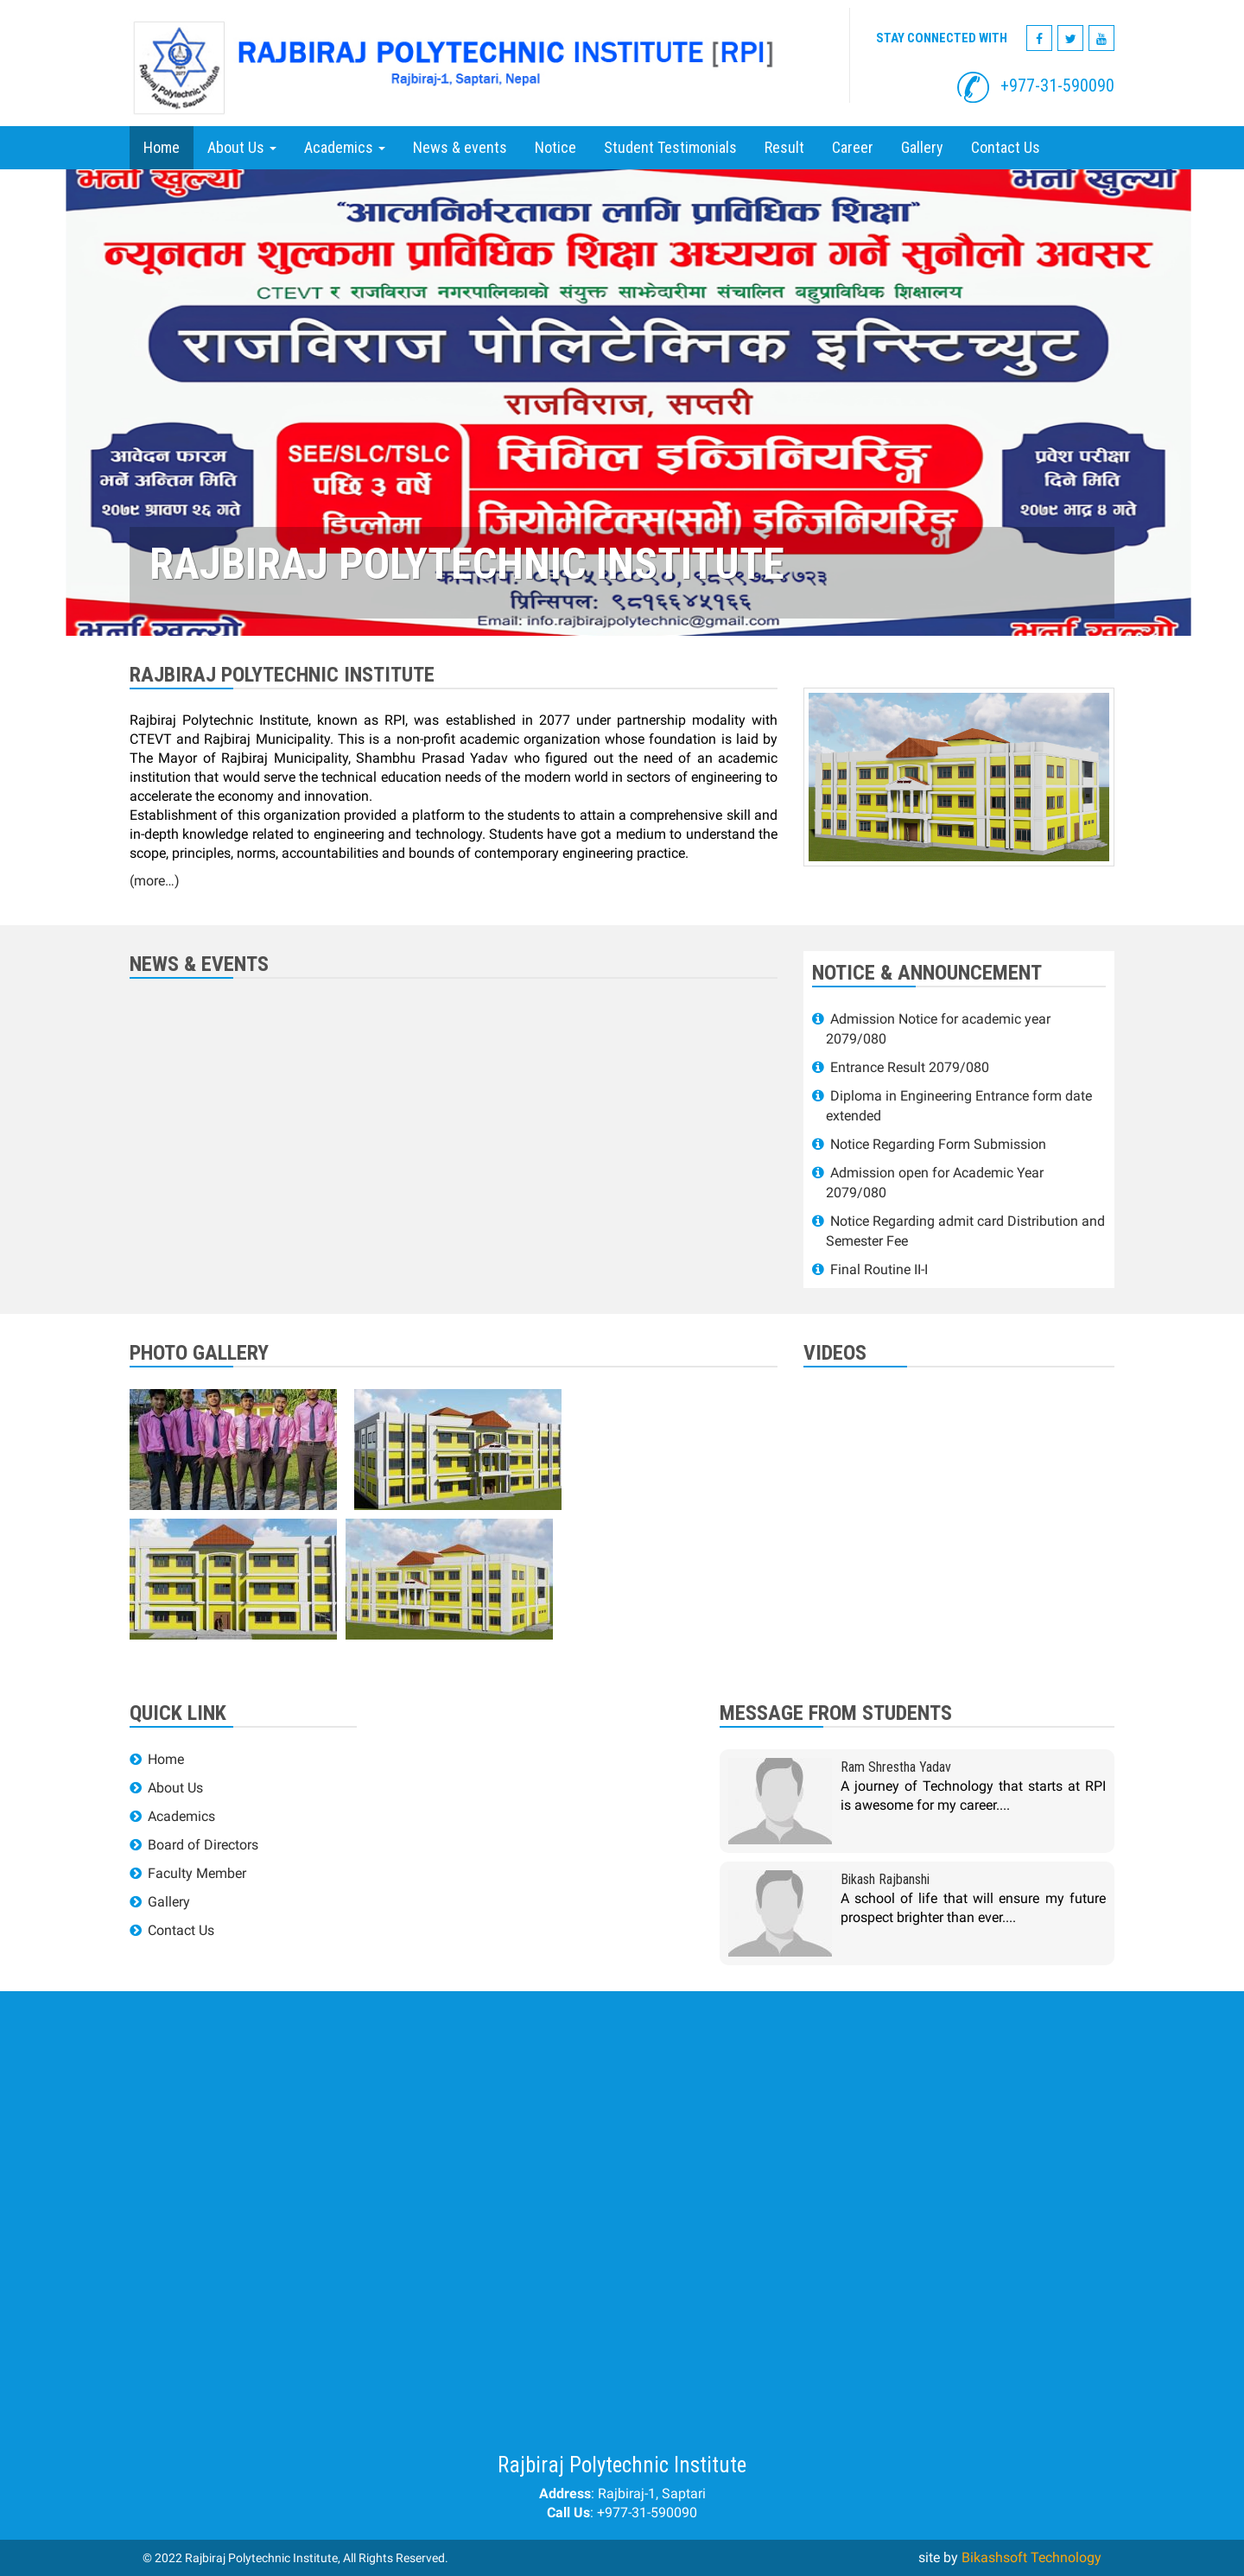 Rajbiraj Polytechnic Institute
Rajbiraj, Saptari
RAJBIRAJ POLYTECHNIC INSTITUTE [RPI]
Rajbiraj-1, Saptari, Nepal
STAY CONNECTED WITH
+977-31-590090
Home
About Us
Academics
News & events
Notice
Student Testimonials
Result
Career
Gallery
Contact Us
भर्ना खुल्यो
भर्ना खुल्यो
“आत्मनिर्भरताका लागि प्राविधिक शिक्षा”
न्यूनतम शुल्कमा प्राविधिक शिक्षा अध्ययन गर्ने सुनौलो अवसर
CTEVT र राजविराज नगरपालिकाको संयुक्त साझेदारीमा संचालित बहुप्राविधिक शिक्षालय
राजविराज पोलिटेक्निक इन्स्टिच्युट
राजविराज, सप्तरी
आवेदन फारम
भर्ने अन्तिम मिति
२०७९ श्रावण २६ गते
SEE/SLC/TSLC
पछि ३ वर्षे
डिप्लोमा
सिभिल इन्जिनियरिङ्ग
जियोमेटिक्स(सर्भे) इन्जिनियरिङ्ग
प्रवेश परीक्षा
दिने मिति
२०७९ भाद्र ४ गते
RAJBIRAJ POLYTECHNIC INSTITUTE
प्रिन्सिपल: ९८१६६४५१६६
Email: info.rajbirajpolytechnic@gmail.com
भर्ना खुल्यो
भर्ना खुल्यो
RAJBIRAJ POLYTECHNIC INSTITUTE
Rajbiraj Polytechnic Institute, known as RPI, was established in 2077 under partnership modality with
CTEVT and Rajbiraj Municipality. This is a non-profit academic organization whose foundation is laid by
The Mayor of Rajbiraj Municipality, Shambhu Prasad Yadav who figured out the need of an academic
institution that would serve the technical education needs of the modern world in sectors of engineering to
accelerate the economy and innovation.
Establishment of this organization provided a platform to the students to attain a comprehensive skill and
in-depth knowledge related to engineering and technology. Students have got a medium to understand the
scope, principles, norms, accountabilities and bounds of contemporary engineering practice.
(more…)
NEWS & EVENTS
NOTICE & ANNOUNCEMENT
Admission Notice for academic year
2079/080
Entrance Result 2079/080
Diploma in Engineering Entrance form date
extended
Notice Regarding Form Submission
Admission open for Academic Year
2079/080
Notice Regarding admit card Distribution and
Semester Fee
Final Routine II-I
PHOTO GALLERY
VIDEOS
QUICK LINK
Home
About Us
Academics
Board of Directors
Faculty Member
Gallery
Contact Us
MESSAGE FROM STUDENTS
Ram Shrestha Yadav
A journey of Technology that starts at RPI
is awesome for my career....
Bikash Rajbanshi
A school of life that will ensure my future
prospect brighter than ever....
Rajbiraj Polytechnic Institute
Address: Rajbiraj-1, Saptari
Call Us: +977-31-590090
© 2022 Rajbiraj Polytechnic Institute, All Rights Reserved.
site by Bikashsoft Technology